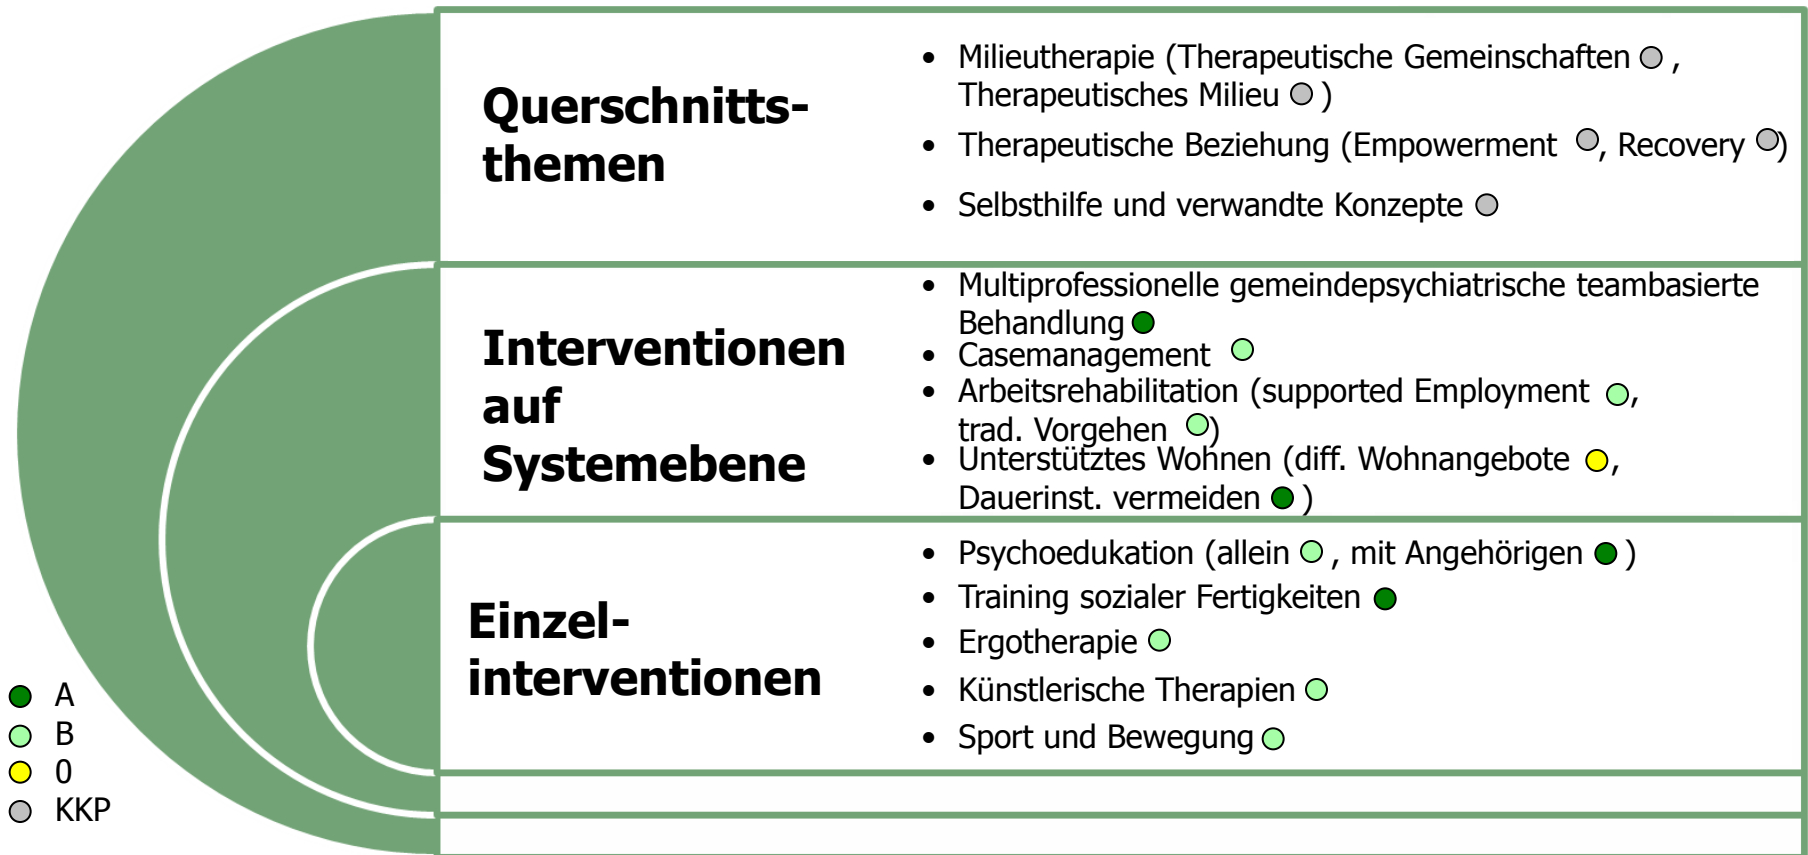 Querschnitts-
themen
• Milieutherapie (Therapeutische Gemeinschaften ,
Therapeutisches Milieu )
• Therapeutische Beziehung (Empowerment , Recovery )
• Selbsthilfe und verwandte Konzepte
Interventionen
auf
Systemebene
• Multiprofessionelle gemeindepsychiatrische teambasierte
Behandlung
• Casemanagement
• Arbeitsrehabilitation (supported Employment ,
trad. Vorgehen )
• Unterstütztes Wohnen (diff. Wohnangebote ,
Dauerinst. vermeiden )
Einzel-
interventionen
• Psychoedukation (allein , mit Angehörigen )
• Training sozialer Fertigkeiten
• Ergotherapie
• Künstlerische Therapien
• Sport und Bewegung
A
B
0
KKP